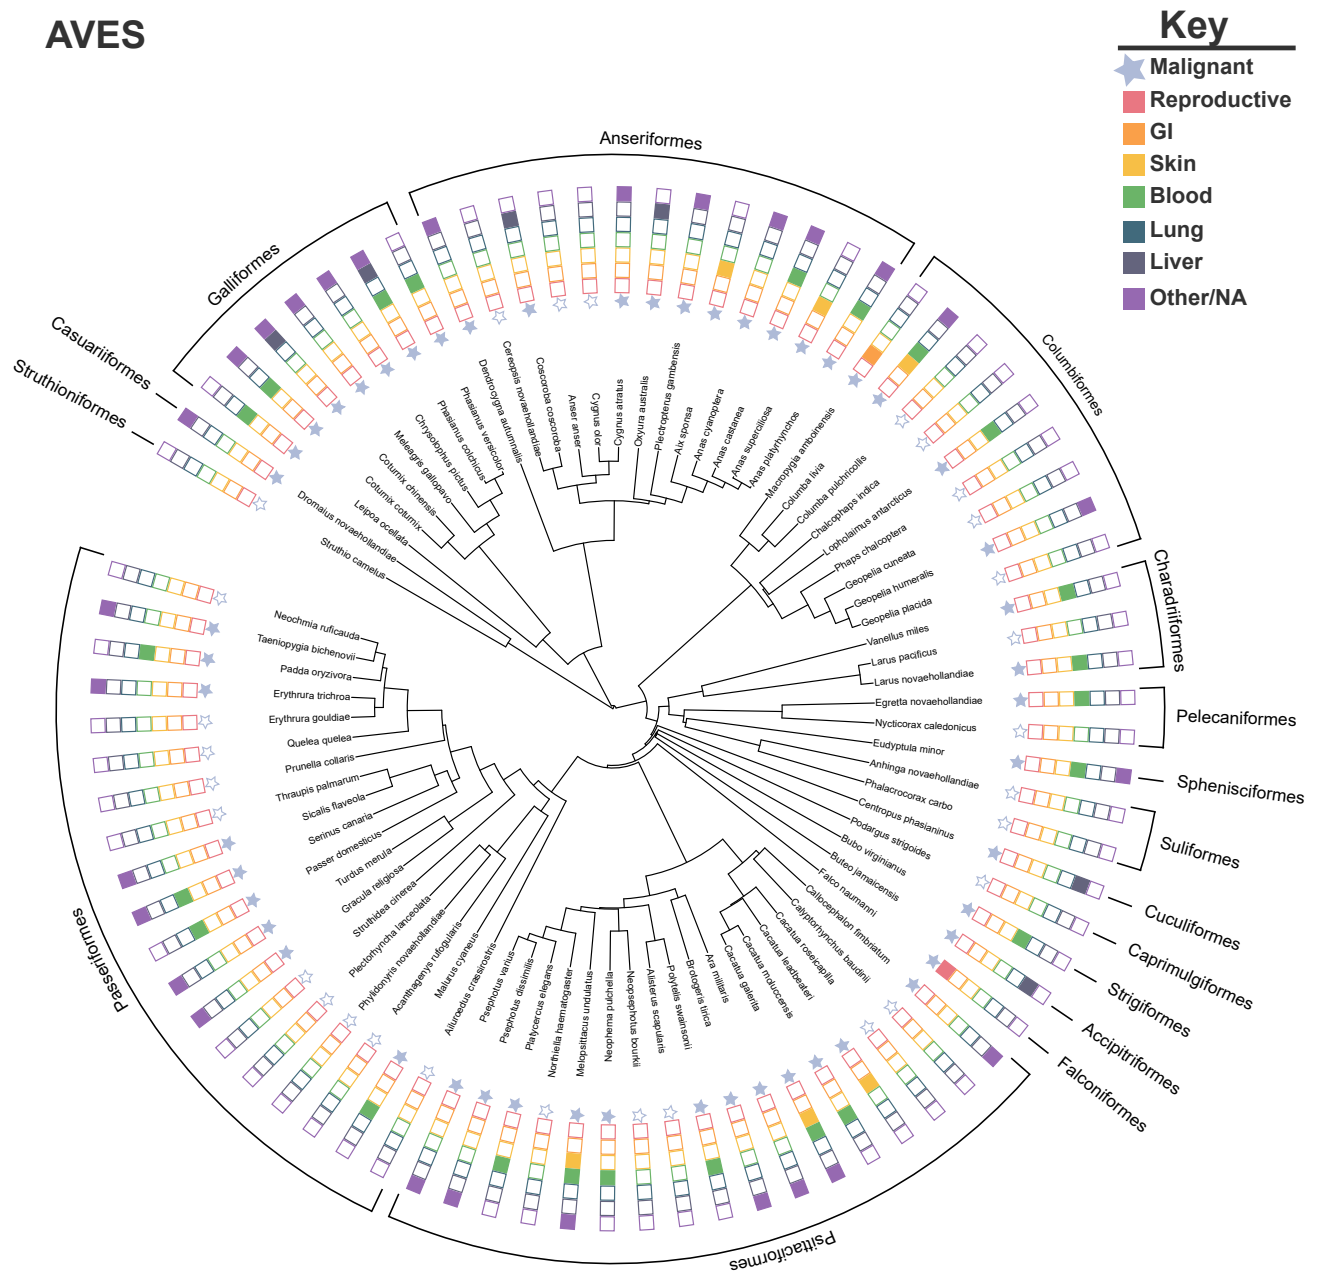 AVES
Key
Malignant
Reproductive
GI
Skin
Blood
Lung
Liver
Other/NA
Struthioniformes
Casuariiformes
Galliformes
Anseriformes
Columbiformes
Charadriiformes
Pelecaniformes
Sphenisciformes
Suliformes
Cuculiformes
Caprimulgiformes
Strigiformes
Accipitriformes
Falconiformes
Psittaciformes
Passeriformes
Struthio camelus
Dromaius novaehollandiae
Leipoa ocellata
Coturnix coturnix
Coturnix chinensis
Meleagris gallopavo
Chrysolophus pictus
Phasianus colchicus
Phasianus versicolor
Dendrocygna autumnalis
Cereopsis novaehollandiae
Coscoroba coscoroba
Anser anser
Cygnus olor
Cygnus atratus
Oxyura australis
Plectropterus gambensis
Aix sponsa
Anas cyanoptera
Anas castanea
Anas superciliosa
Anas platyrhynchos
Macropygia amboinensis
Columba livia
Columba pulchricollis
Chalcophaps indica
Lopholaimus antarcticus
Phaps chalcoptera
Geopelia cuneata
Geopelia humeralis
Geopelia placida
Vanellus miles
Larus pacificus
Larus novaehollandiae
Egretta novaehollandiae
Nycticorax caledonicus
Eudyptula minor
Anhinga novaehollandiae
Phalacrocorax carbo
Centropus phasianinus
Podargus strigoides
Bubo virginianus
Buteo jamaicensis
Falco naumanni
Callocephalon fimbriatum
Calyptorhynchus baudinii
Cacatua roseicapilla
Cacatua leadbeateri
Cacatua moluccensis
Cacatua galerita
Ara militaris
Brotogeris tirica
Polytelis swainsonii
Alisterus scapularis
Neopsephotus bourkii
Neophema pulchella
Melopsittacus undulatus
Northiella haematogaster
Platycercus elegans
Psephotus dissimilis
Psephotus varius
Ailuroedus crassirostris
Malurus cyaneus
Acanthagenys rufogularis
Phylidonyris novaehollandiae
Plectorhyncha lanceolata
Struthidea cinerea
Gracula religiosa
Turdus merula
Passer domesticus
Serinus canaria
Sicalis flaveola
Thraupis palmarum
Prunella collaris
Quelea quelea
Erythrura gouldiae
Erythrura trichroa
Padda oryzivora
Taeniopygia bichenovii
Neochmia ruficauda